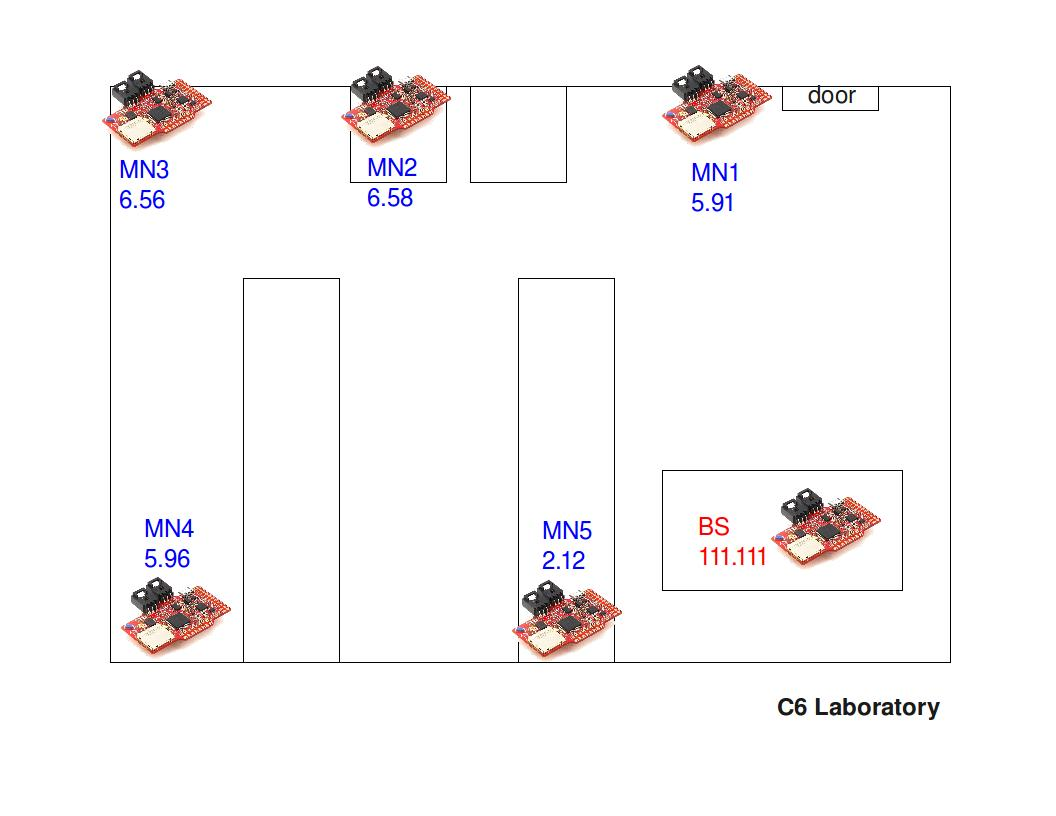 door
MN3
6.56
MN2
6.58
MN1
5.91
MN4
5.96
MN5
2.12
BS
111.111
C6 Laboratory